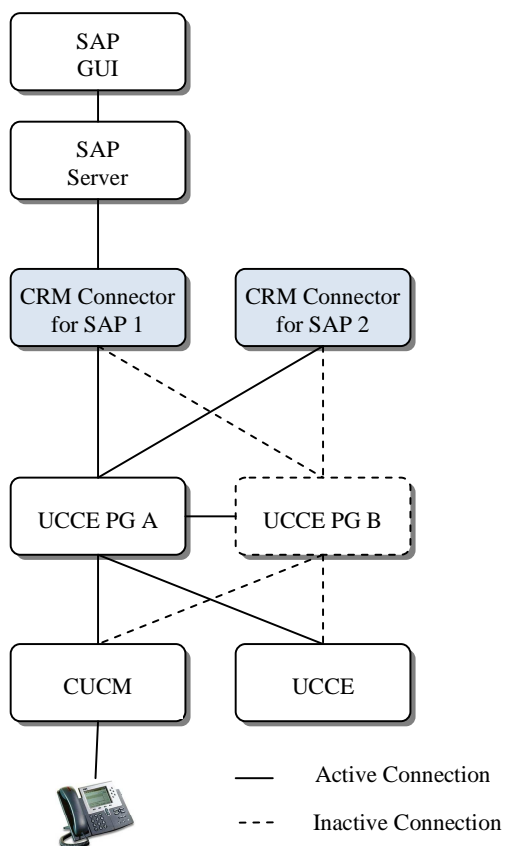 SAP
GUI
SAP
Server
CRM Connector
for SAP 1
CRM Connector
for SAP 2
UCCE PG A
UCCE PG B
CUCM
UCCE
Active Connection
Inactive Connection